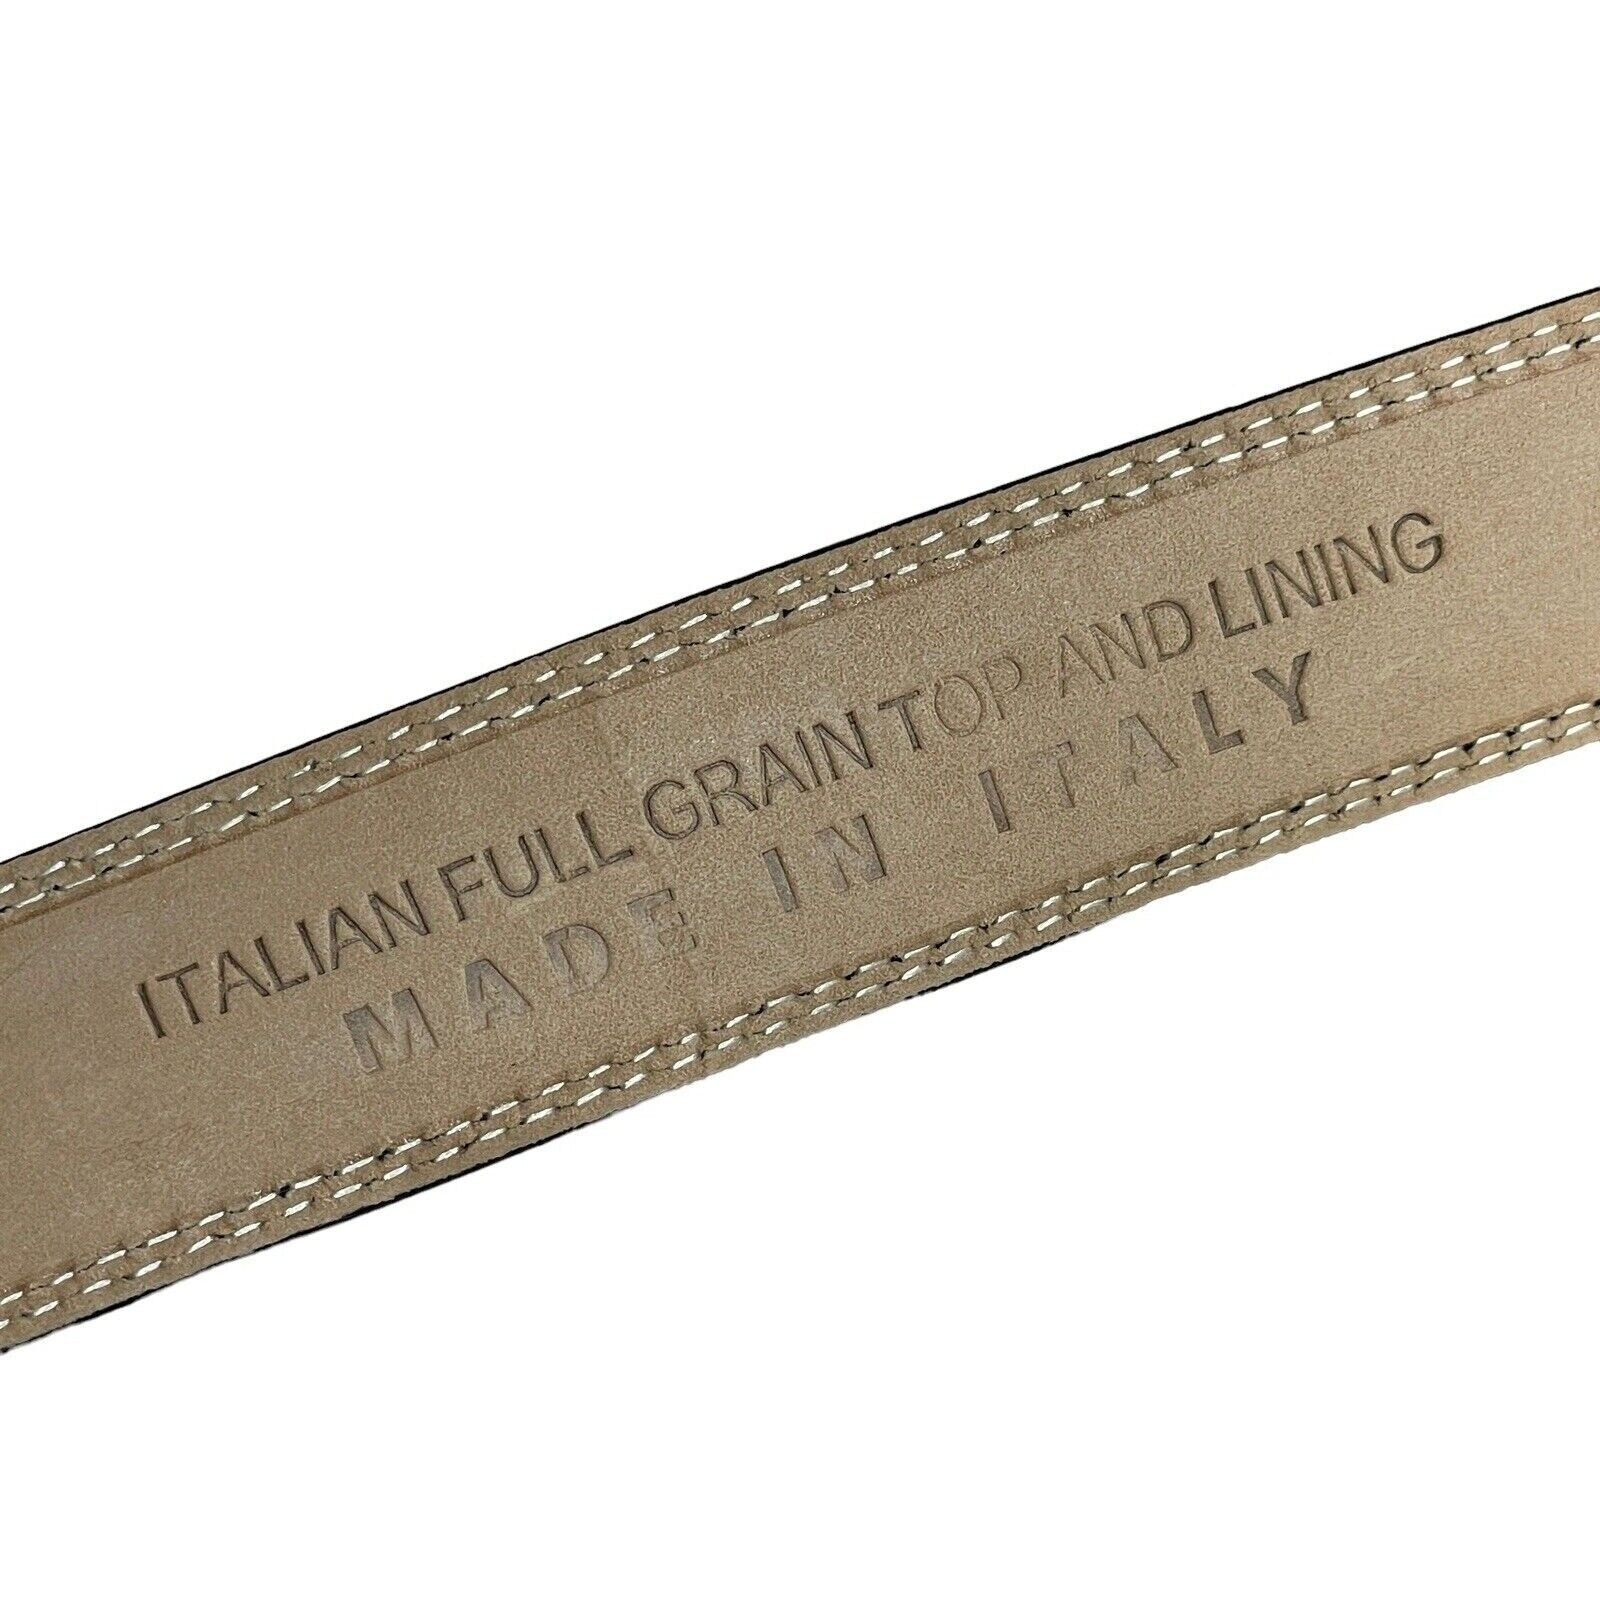 ITALIAN FULL GRAIN TOP AND LINING
MADE IN ITALY